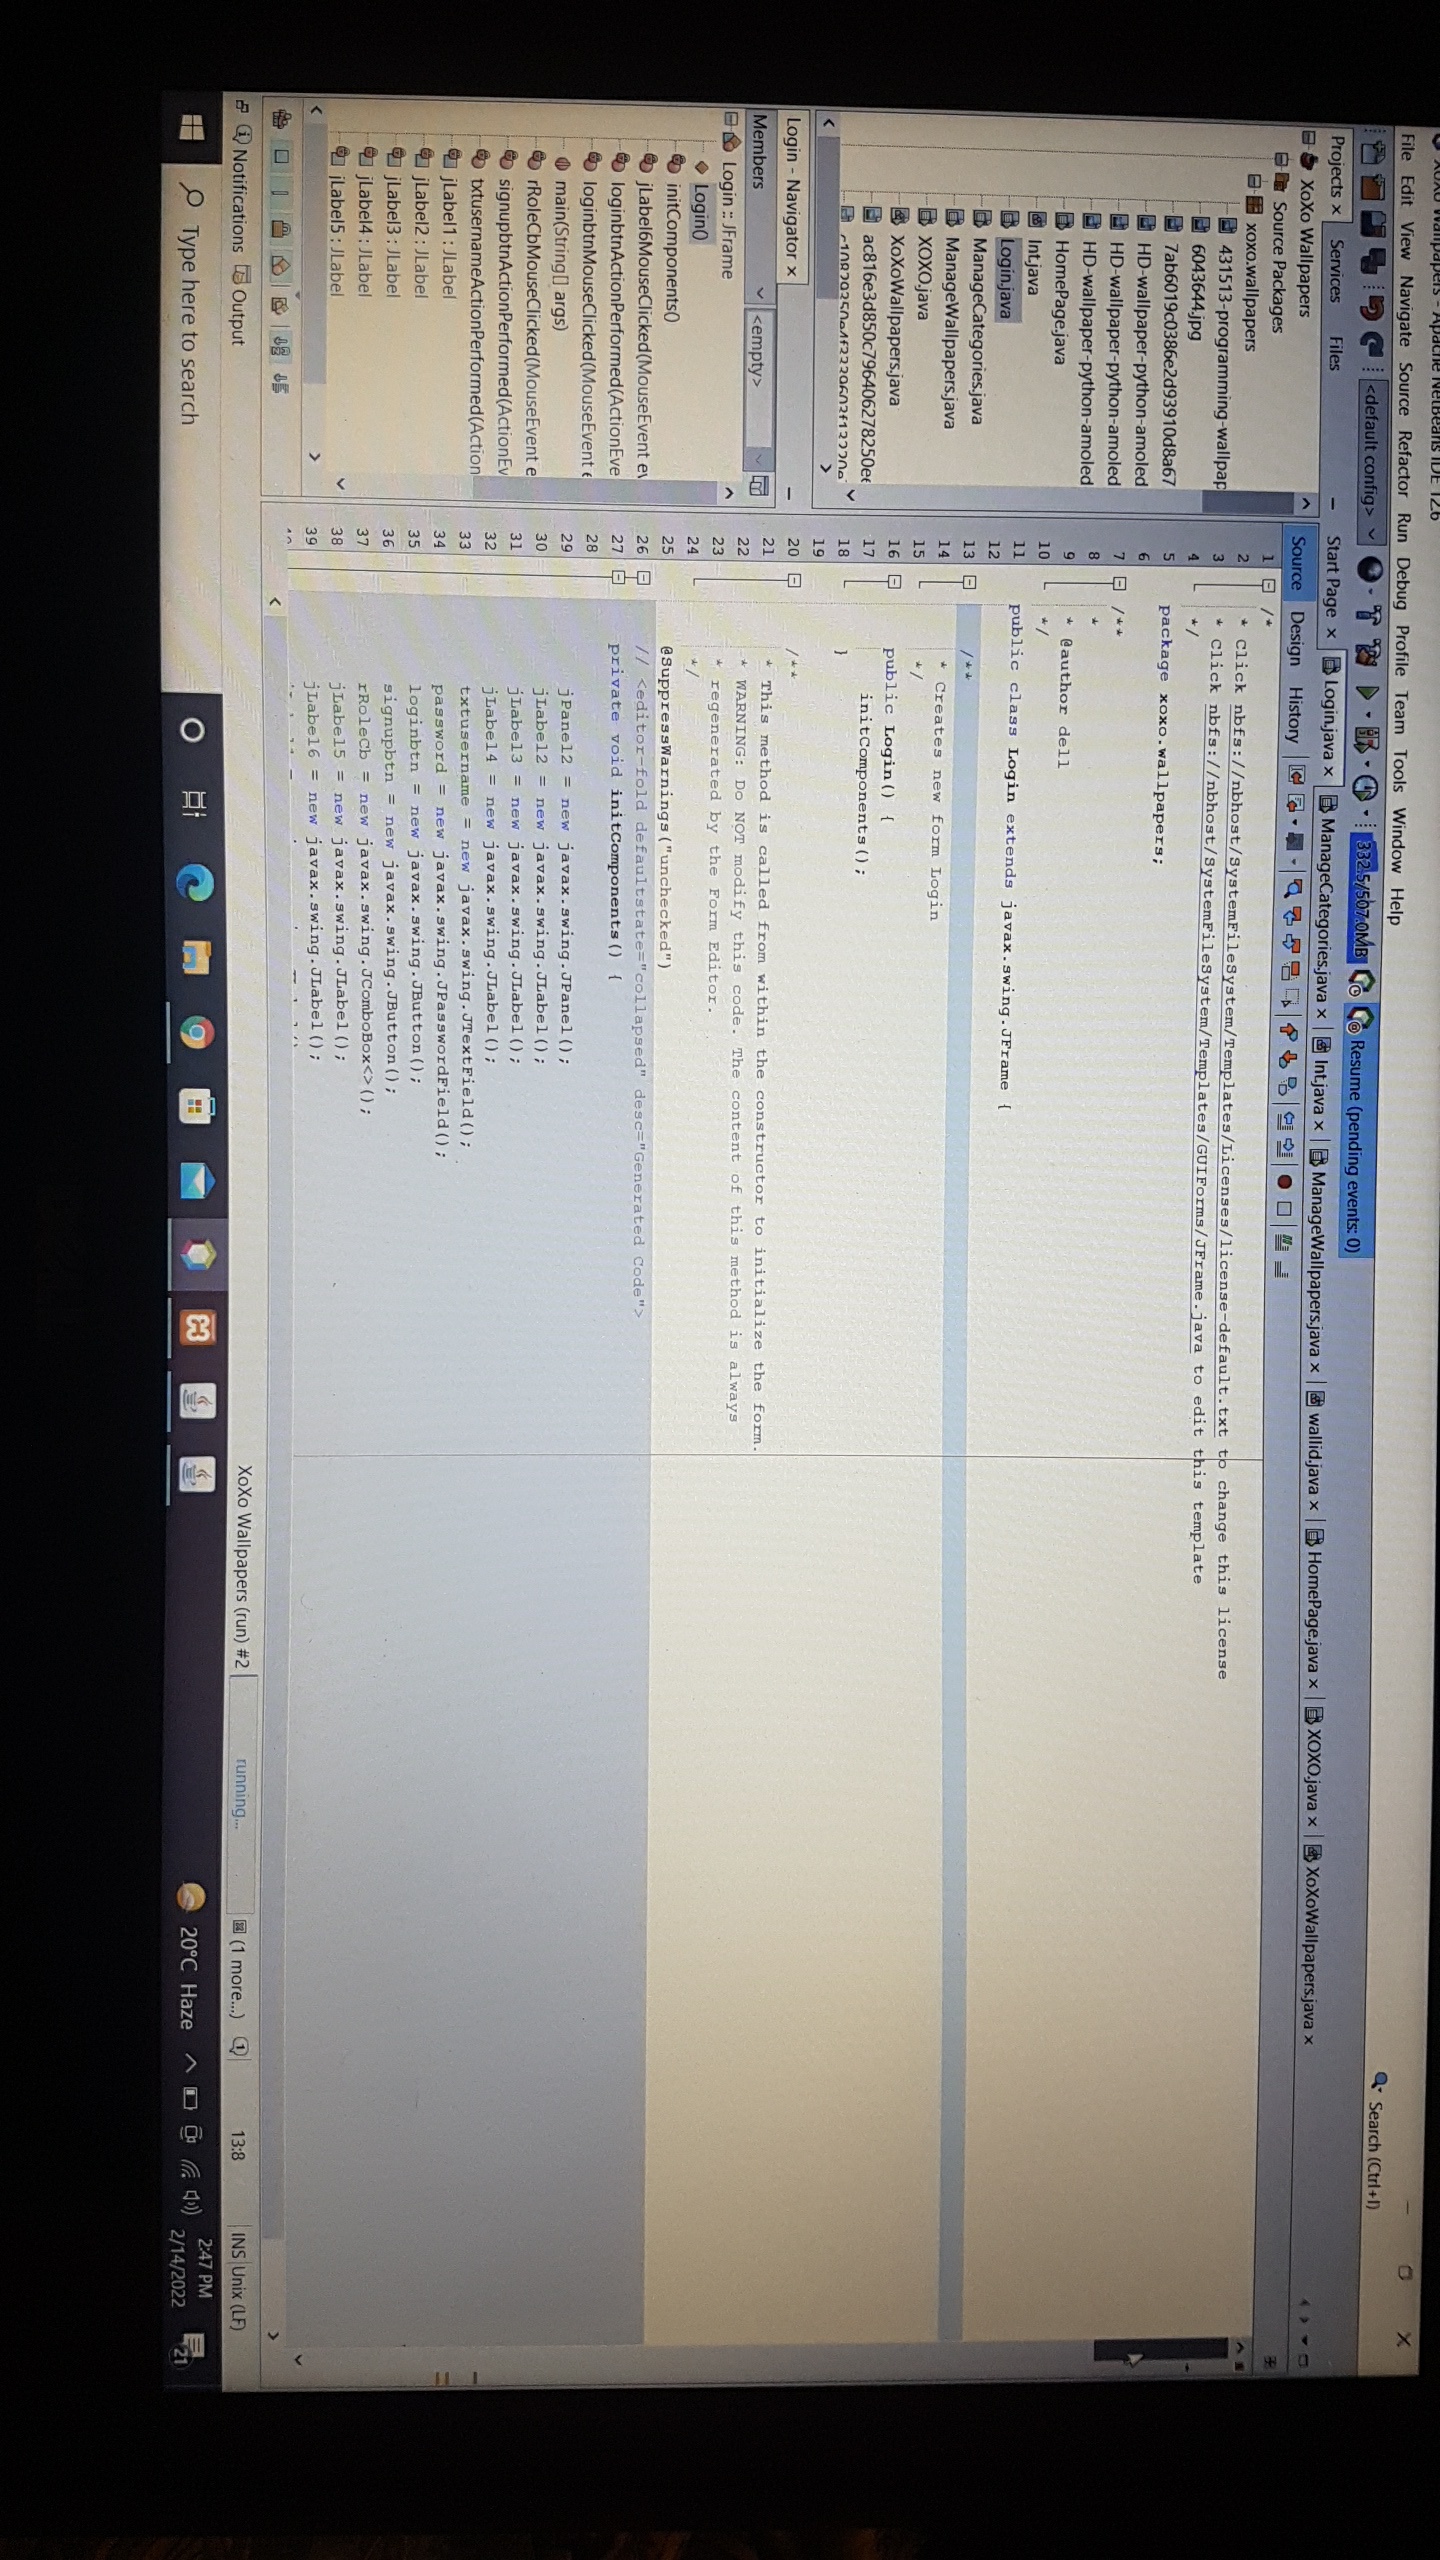 XoXo Wallpapers - Apache NetBeans IDE 12.6
File Edit View Navigate Source Refactor Run Debug Profile Team Tools Window Help
Search (Ctrl+I)
<default config>
332.5/507.0MB
Resume (pending events: 0)
Projects Services Files
Start Page Login.java ManageCategories.java Int.java ManageWallpapers.java wallid.java HomePage.java XOXO.java XoXoWallpapers.java
Source Design History
XoXo Wallpapers
Source Packages
xoxo.wallpapers
431513-programming-wallpap
6043644.jpg
7ab6019c0386e2d93910d8a67
HD-wallpaper-python-amoled
HD-wallpaper-python-amoled
HD-wallpaper-python-amoled
HomePage.java
Int.java
Login.java
ManageCategories.java
ManageWallpapers.java
XOXO.java
XoXoWallpapers.java
ac816e3d850c796406278250ee
Login - Navigator
Members <empty>
Login :: JFrame
Login()
initComponents()
jLabel6MouseClicked(MouseEvent ev
loginbtnActionPerformed(ActionEve
loginbtnMouseClicked(MouseEvent e
main(String[] args)
rRoleCbMouseClicked(MouseEvent e
signupbtnActionPerformed(ActionEv
txtusernameActionPerformed(Action
jLabel1 : JLabel
jLabel2 : JLabel
jLabel3 : JLabel
jLabel4 : JLabel
jLabel5 : JLabel
1 /*
2 * Click nbfs://nbhost/SystemFileSystem/Templates/Licenses/license-default.txt to change this license
3 * Click nbfs://nbhost/SystemFileSystem/Templates/GUIForms/JFrame.java to edit this template
4 */
5 package xoxo.wallpapers;
6
7 /**
8 *
9 * @author dell
10 */
11 public class Login extends javax.swing.JFrame {
12
13 /**
14 * Creates new form Login
15 */
16 public Login() {
17 initComponents();
18 }
19
20 /**
21 * This method is called from within the constructor to initialize the form.
22 * WARNING: Do NOT modify this code. The content of this method is always
23 * regenerated by the Form Editor.
24 */
25 @SuppressWarnings("unchecked")
26 // <editor-fold defaultstate="collapsed" desc="Generated Code">
27 private void initComponents() {
28
29 jPanel2 = new javax.swing.JPanel();
30 jLabel2 = new javax.swing.JLabel();
31 jLabel3 = new javax.swing.JLabel();
32 jLabel4 = new javax.swing.JLabel();
33 txtusername = new javax.swing.JTextField();
34 password = new javax.swing.JPasswordField();
35 loginbtn = new javax.swing.JButton();
36 signupbtn = new javax.swing.JButton();
37 rRoleCb = new javax.swing.JComboBox<>();
38 jLabel5 = new javax.swing.JLabel();
39 jLabel6 = new javax.swing.JLabel();
Notifications Output
XoXo Wallpapers (run) #2 running... (1 more...) 1 13:8 INS Unix (LF)
Type here to search
20°C Haze
2:47 PM
2/14/2022
21